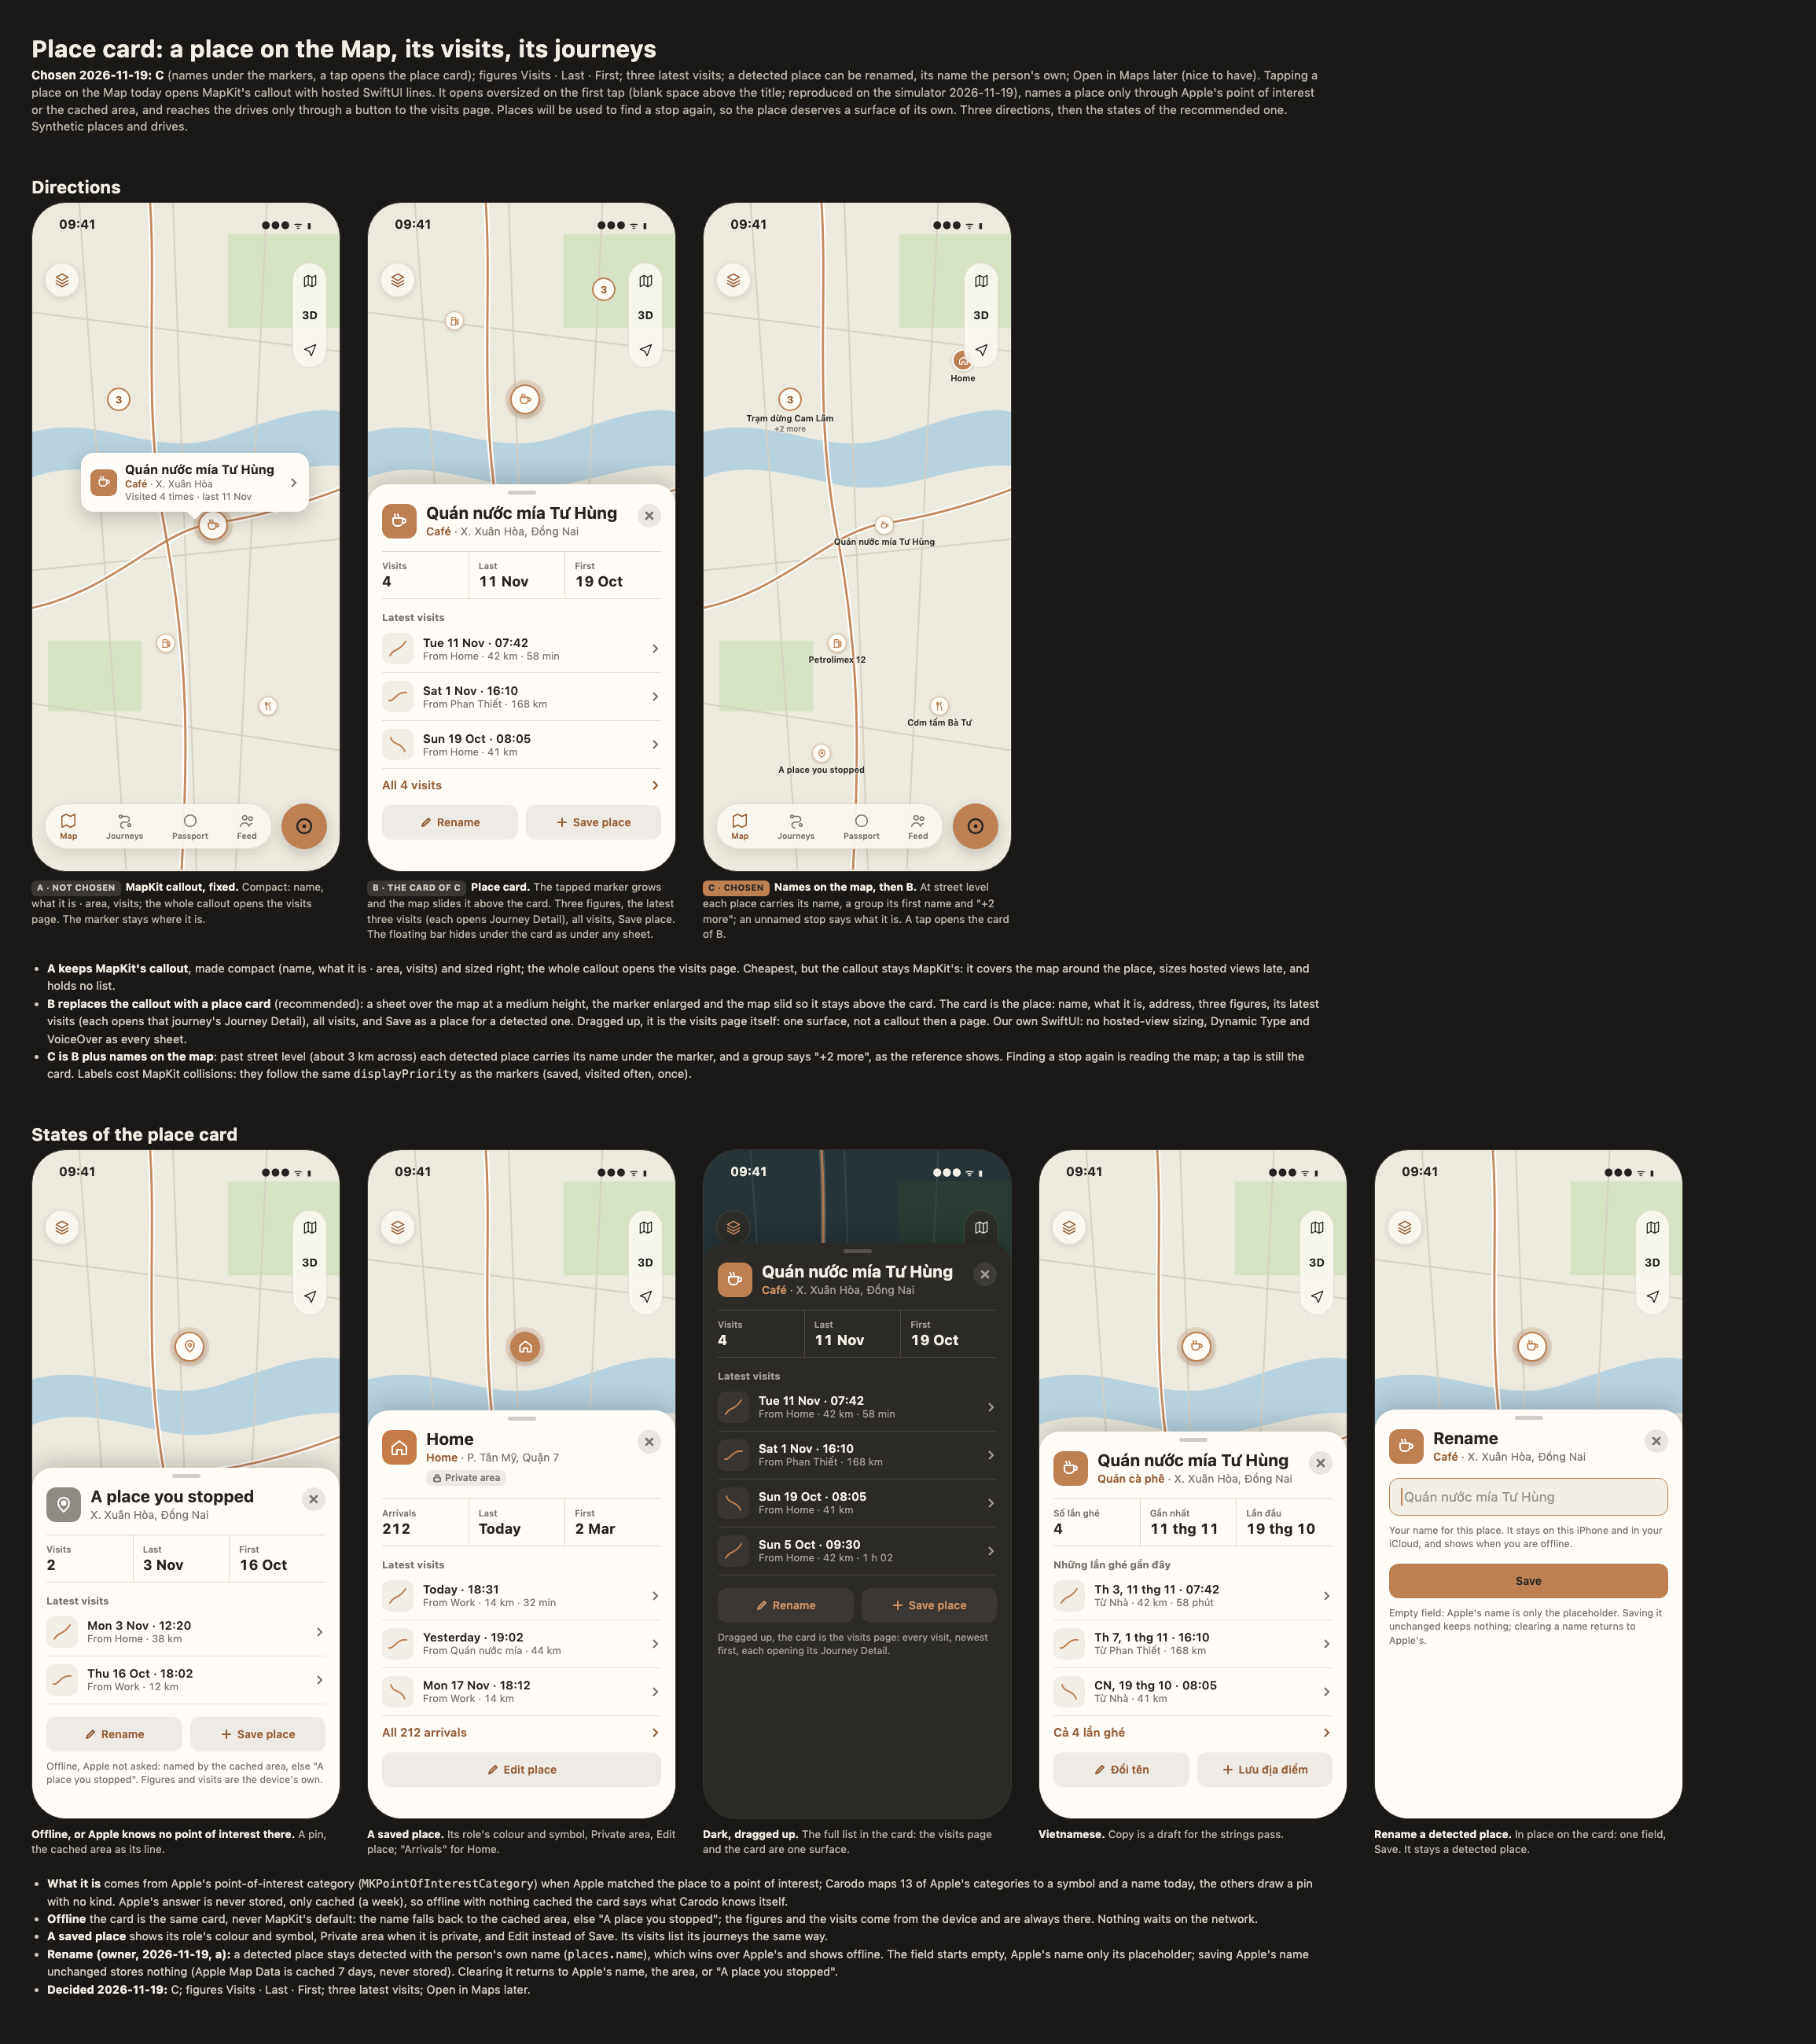 Place card: a place on the Map, its visits, its journeys
Chosen 2026-11-19: C (names under the markers, a tap opens the place card); figures Visits · Last · First; three latest visits; a detected place can be renamed, its name the person's own; Open in Maps later (nice to have). Tapping a
place on the Map today opens MapKit's callout with hosted SwiftUI lines. It opens oversized on the first tap (blank space above the title; reproduced on the simulator 2026-11-19), names a place only through Apple's point of interest
or the cached area, and reaches the drives only through a button to the visits page. Places will be used to find a stop again, so the place deserves a surface of its own. Three directions, then the states of the recommended one.
Synthetic places and drives.
Directions
09:41
3D
3
Quán nước mía Tư Hùng
Café · X. Xuân Hòa
Visited 4 times · last 11 Nov
Map
Journeys
Passport
Feed
A · NOT CHOSEN MapKit callout, fixed. Compact: name,
what it is · area, visits; the whole callout opens the visits
page. The marker stays where it is.
09:41
3
3D
Quán nước mía Tư Hùng
Café · X. Xuân Hòa, Đồng Nai
Visits
4
Last
11 Nov
First
19 Oct
Latest visits
Tue 11 Nov · 07:42
From Home · 42 km · 58 min
Sat 1 Nov · 16:10
From Phan Thiết · 168 km
Sun 19 Oct · 08:05
From Home · 41 km
All 4 visits
Rename
Save place
B · THE CARD OF C Place card. The tapped marker grows
and the map slides it above the card. Three figures, the latest
three visits (each opens Journey Detail), all visits, Save place.
The floating bar hides under the card as under any sheet.
09:41
3D
Home
3
Trạm dừng Cam Lâm
+2 more
Quán nước mía Tư Hùng
Petrolimex 12
Cơm tấm Bà Tư
A place you stopped
Map
Journeys
Passport
Feed
C · CHOSEN Names on the map, then B. At street level
each place carries its name, a group its first name and "+2
more"; an unnamed stop says what it is. A tap opens the card
of B.
• A keeps MapKit's callout, made compact (name, what it is · area, visits) and sized right; the whole callout opens the visits page. Cheapest, but the callout stays MapKit's: it covers the map around the place, sizes hosted views late, and
holds no list.
• B replaces the callout with a place card (recommended): a sheet over the map at a medium height, the marker enlarged and the map slid so it stays above the card. The card is the place: name, what it is, address, three figures, its latest
visits (each opens that journey's Journey Detail), all visits, and Save as a place for a detected one. Dragged up, it is the visits page itself: one surface, not a callout then a page. Our own SwiftUI: no hosted-view sizing, Dynamic Type and
VoiceOver as every sheet.
• C is B plus names on the map: past street level (about 3 km across) each detected place carries its name under the marker, and a group says "+2 more", as the reference shows. Finding a stop again is reading the map; a tap is still the
card. Labels cost MapKit collisions: they follow the same displayPriority as the markers (saved, visited often, once).
States of the place card
09:41
3D
A place you stopped
X. Xuân Hòa, Đồng Nai
Visits
2
Last
3 Nov
First
16 Oct
Latest visits
Mon 3 Nov · 12:20
From Home · 38 km
Thu 16 Oct · 18:02
From Work · 12 km
Rename
Save place
Offline, Apple not asked: named by the cached area, else "A
place you stopped". Figures and visits are the device's own.
Offline, or Apple knows no point of interest there. A pin,
the cached area as its line.
09:41
3D
Home
Home · P. Tân Mỹ, Quận 7
Private area
Arrivals
212
Last
Today
First
2 Mar
Latest visits
Today · 18:31
From Work · 14 km · 32 min
Yesterday · 19:02
From Quán nước mía · 44 km
Mon 17 Nov · 18:12
From Work · 14 km
All 212 arrivals
Edit place
A saved place. Its role's colour and symbol, Private area, Edit
place; "Arrivals" for Home.
09:41
Quán nước mía Tư Hùng
Café · X. Xuân Hòa, Đồng Nai
Visits
4
Last
11 Nov
First
19 Oct
Latest visits
Tue 11 Nov · 07:42
From Home · 42 km · 58 min
Sat 1 Nov · 16:10
From Phan Thiết · 168 km
Sun 19 Oct · 08:05
From Home · 41 km
Sun 5 Oct · 09:30
From Home · 42 km · 1 h 02
Rename
Save place
Dragged up, the card is the visits page: every visit, newest
first, each opening its Journey Detail.
Dark, dragged up. The full list in the card: the visits page
and the card are one surface.
09:41
3D
Quán nước mía Tư Hùng
Quán cà phê · X. Xuân Hòa, Đồng Nai
Số lần ghé
4
Gần nhất
11 thg 11
Lần đầu
19 thg 10
Những lần ghé gần đây
Th 3, 11 thg 11 · 07:42
Từ Nhà · 42 km · 58 phút
Th 7, 1 thg 11 · 16:10
Từ Phan Thiết · 168 km
CN, 19 thg 10 · 08:05
Từ Nhà · 41 km
Cả 4 lần ghé
Đổi tên
Lưu địa điểm
Vietnamese. Copy is a draft for the strings pass.
09:41
3D
Rename
Café · X. Xuân Hòa, Đồng Nai
Quán nước mía Tư Hùng
Your name for this place. It stays on this iPhone and in your
iCloud, and shows when you are offline.
Save
Empty field: Apple's name is only the placeholder. Saving it
unchanged keeps nothing; clearing a name returns to
Apple's.
Rename a detected place. In place on the card: one field,
Save. It stays a detected place.
• What it is comes from Apple's point-of-interest category (MKPointOfInterestCategory) when Apple matched the place to a point of interest; Carodo maps 13 of Apple's categories to a symbol and a name today, the others draw a pin
with no kind. Apple's answer is never stored, only cached (a week), so offline with nothing cached the card says what Carodo knows itself.
• Offline the card is the same card, never MapKit's default: the name falls back to the cached area, else "A place you stopped"; the figures and the visits come from the device and are always there. Nothing waits on the network.
• A saved place shows its role's colour and symbol, Private area when it is private, and Edit instead of Save. Its visits list its journeys the same way.
• Rename (owner, 2026-11-19, a): a detected place stays detected with the person's own name (places.name), which wins over Apple's and shows offline. The field starts empty, Apple's name only its placeholder; saving Apple's name
unchanged stores nothing (Apple Map Data is cached 7 days, never stored). Clearing it returns to Apple's name, the area, or "A place you stopped".
• Decided 2026-11-19: C; figures Visits · Last · First; three latest visits; Open in Maps later.